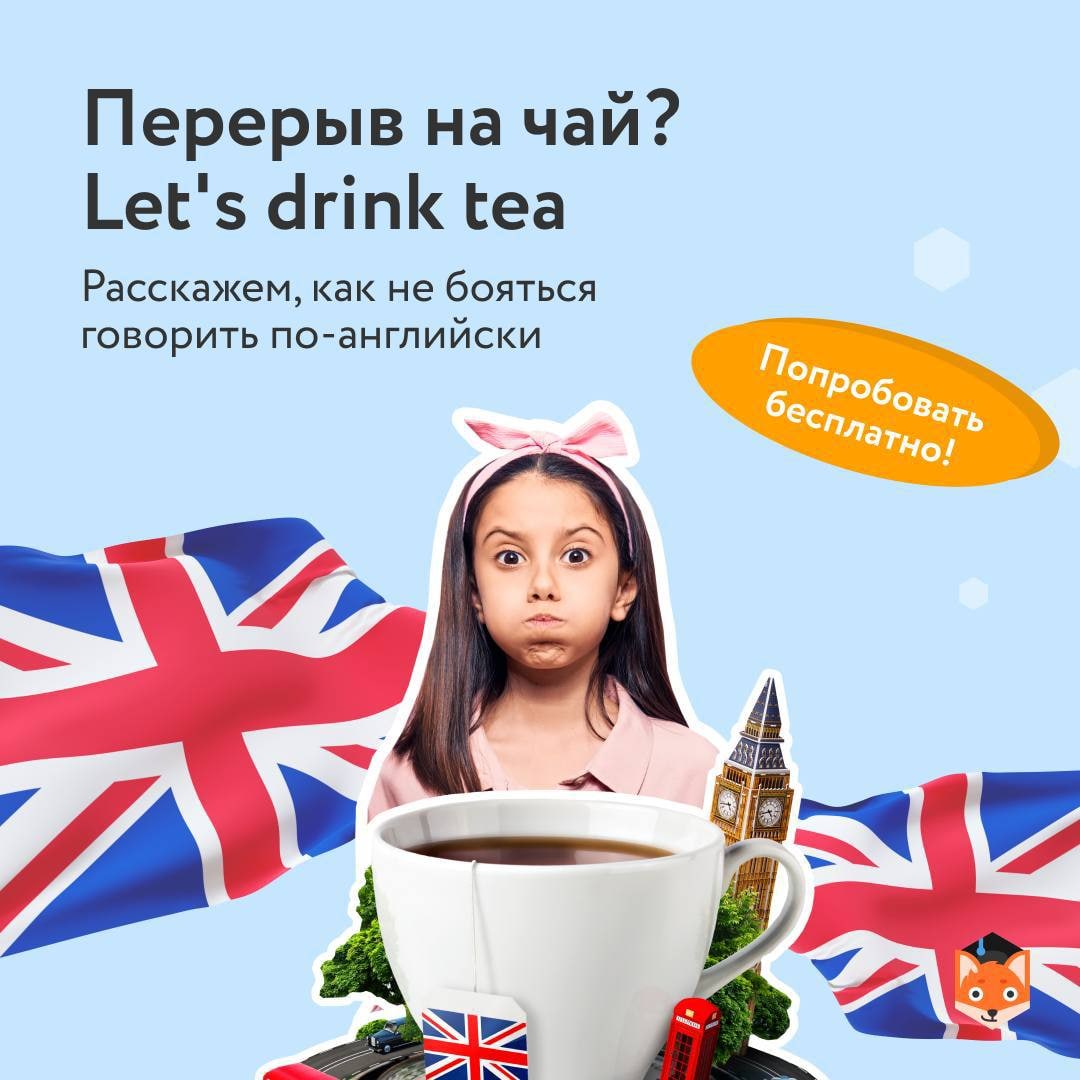 Перерыв на чай?
Let's drink tea
Расскажем, как не бояться
говорить по-английски
Попробовать
бесплатно!